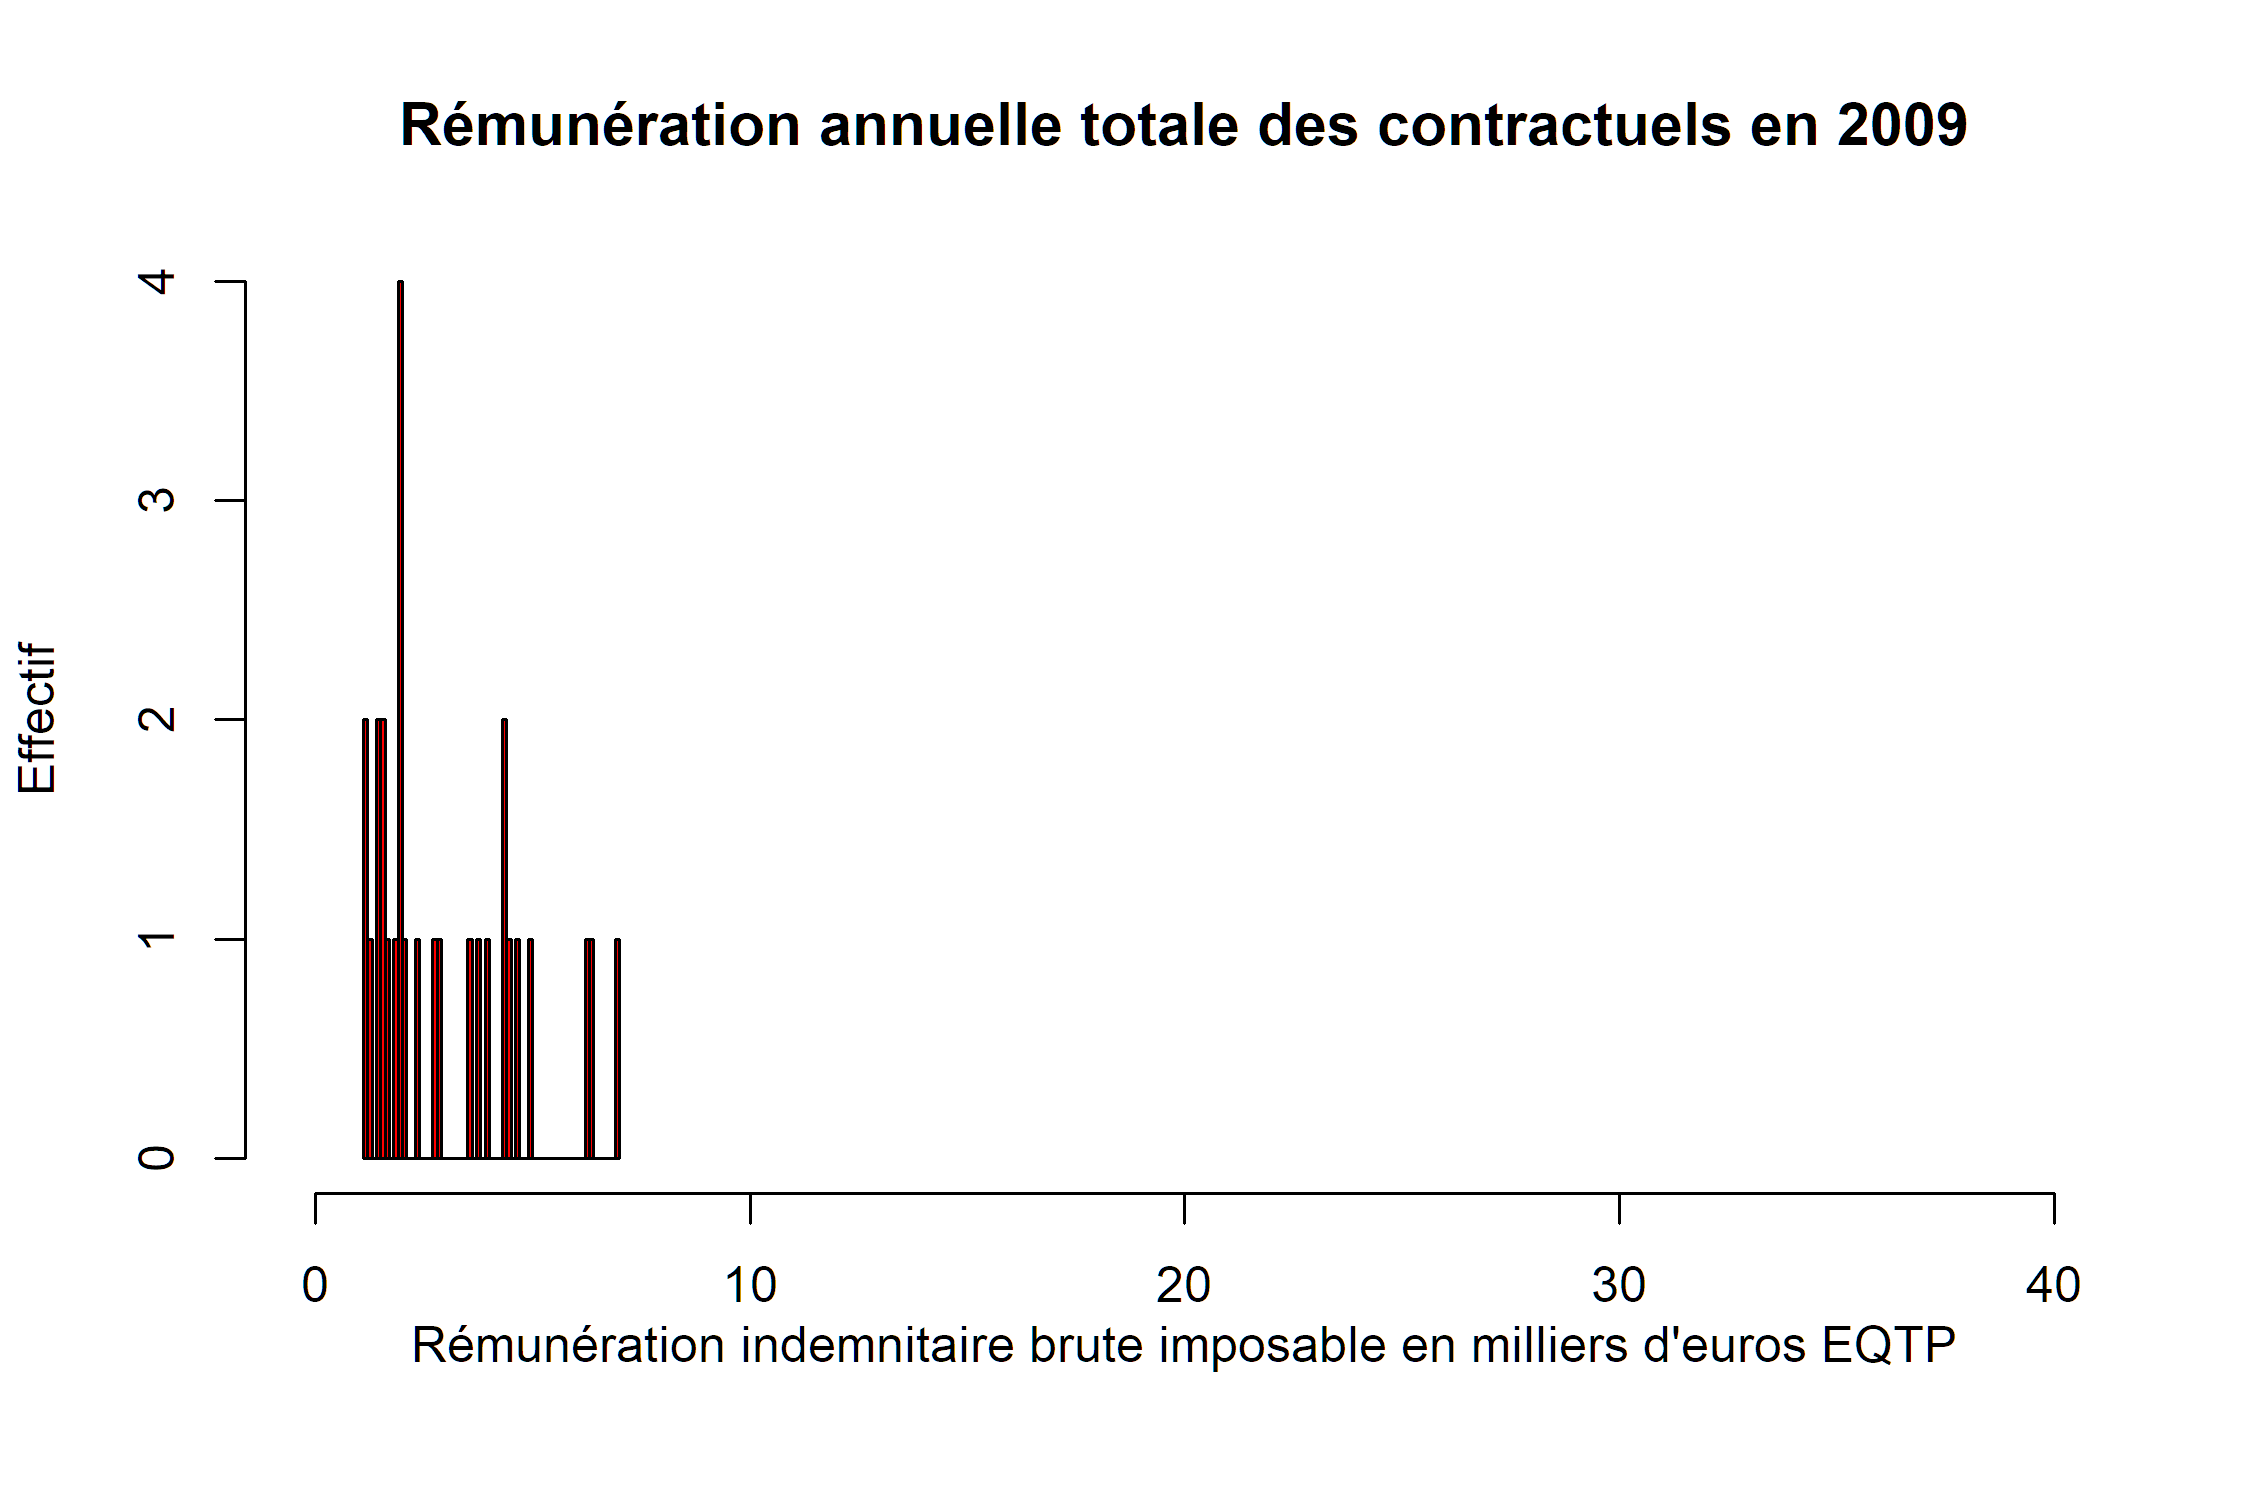 Rémunération annuelle totale des contractuels en 2009
4
3
2
1
0
Effectif
0 10 20 30 40
Rémunération indemnitaire brute imposable en milliers d'euros EQTP